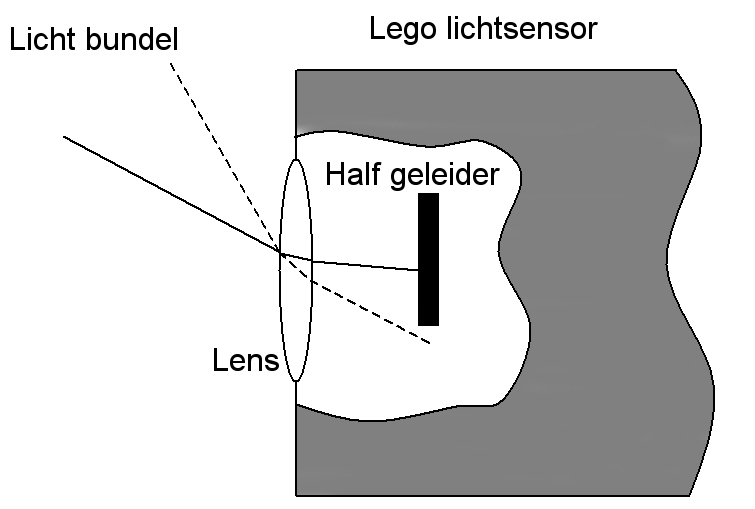 Lego lichtsensor
Licht bundel
Half geleider
Lens